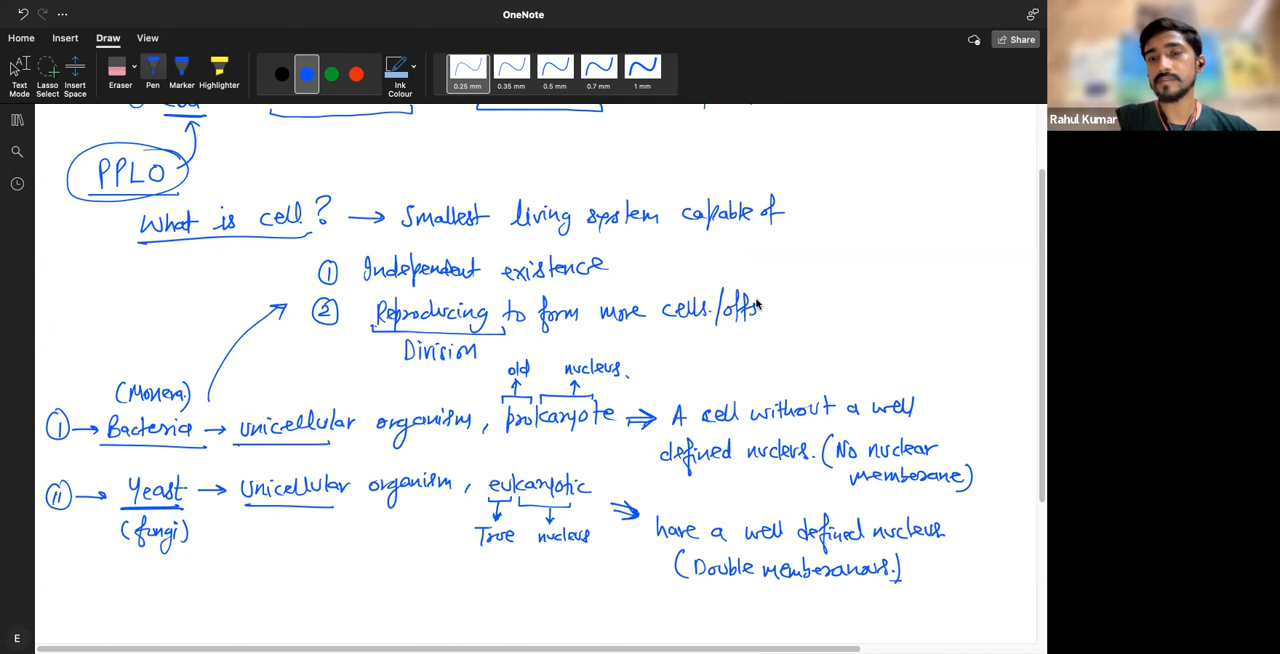 OneNote
Home Insert Draw View
Share
Text Mode Lasso Select Insert Space Eraser Pen Marker Highlighter Ink Colour 0.25 mm 0.35 mm 0.5 mm 0.7 mm 1 mm
Rahul Kumar
PPLO
What is cell? → Smallest living system capable of
① Independent existence
② Reproducing to form more cells./offs
Division
old nucleus.
(Monera)
① → Bacteria → unicellular organism, prokaryote ⇒ A cell without a well
defined nucleus. (No nuclear
memberane)
⑪ → Yeast → unicellular organism, eukaryotic ⇒
(fungi) True nucleus
have a well defined nucleus
(Double memberanous.)
E